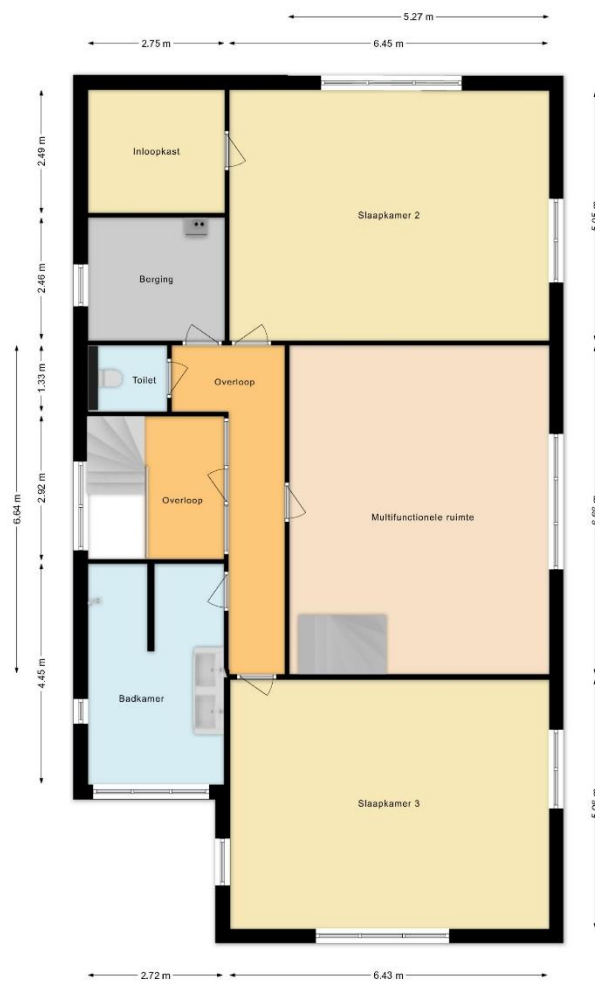 5.27 m
2.75 m
6.45 m
2.49 m
Inloopkast
Slaapkamer 2
2.46 m
Berging
1.33 m
Toilet
Overloop
6.64 m
2.92 m
Overloop
Multifunctionele ruimte
4.45 m
Badkamer
Slaapkamer 3
2.72 m
6.43 m